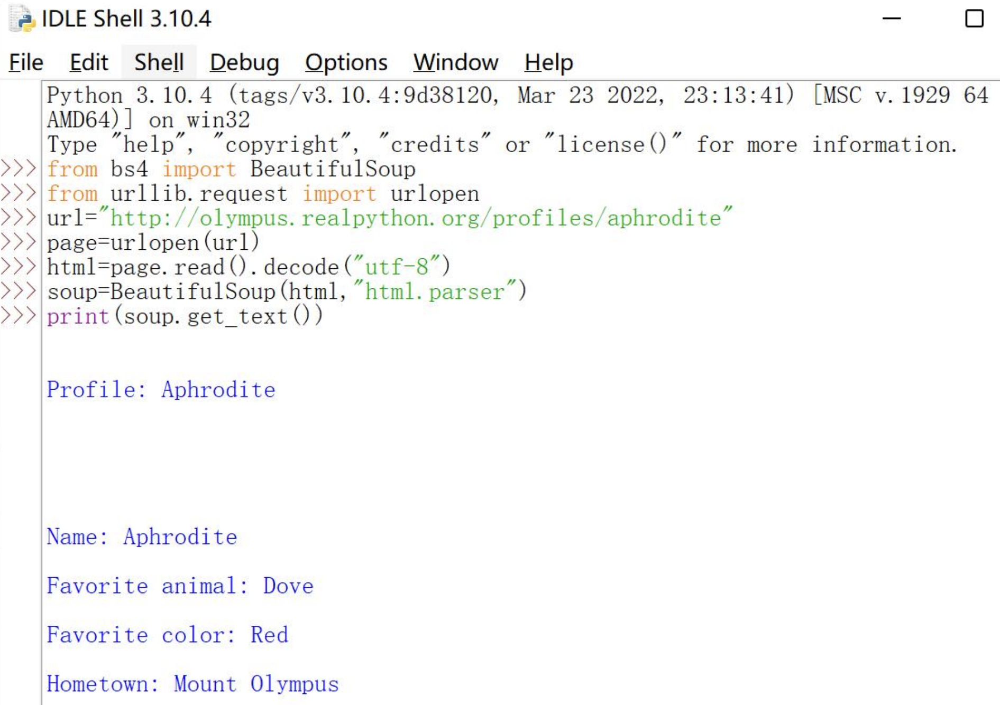 IDLE Shell 3.10.4
File Edit Shell Debug Options Window Help
Python 3.10.4 (tags/v3.10.4:9d38120, Mar 23 2022, 23:13:41) [MSC v.1929 64
AMD64)] on win32
Type "help", "copyright", "credits" or "license()" for more information.
>>> from bs4 import BeautifulSoup
>>> from urllib.request import urlopen
>>> url="http://olympus.realpython.org/profiles/aphrodite"
>>> page=urlopen(url)
>>> html=page.read().decode("utf-8")
>>> soup=BeautifulSoup(html,"html.parser")
>>> print(soup.get_text())
Profile: Aphrodite
Name: Aphrodite
Favorite animal: Dove
Favorite color: Red
Hometown: Mount Olympus